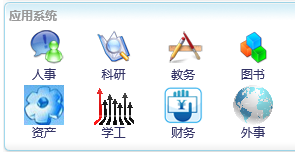 应用系统
人事 科研 教务 图书
资产 学工 财务 外事